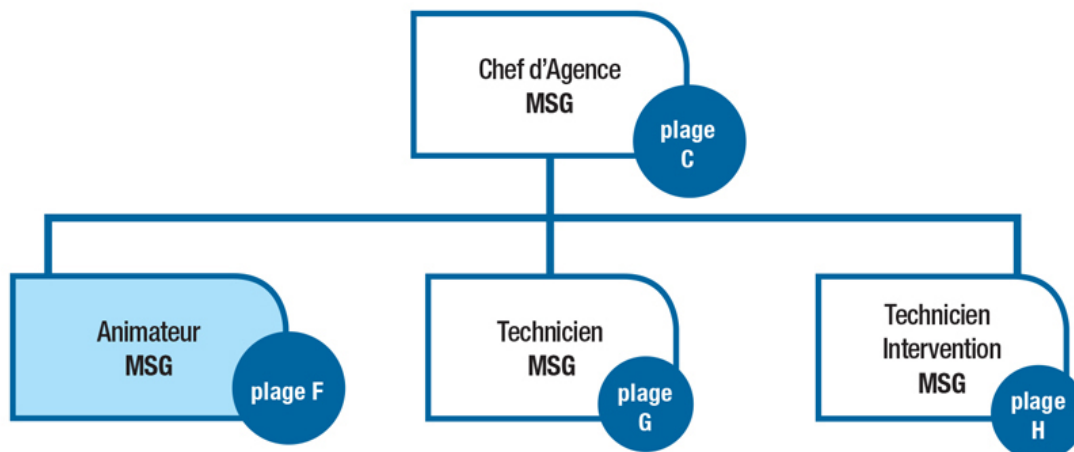 Chef d'Agence
MSG
plage
C
Animateur
MSG
plage F
Technicien
MSG
plage
G
Technicien
Intervention
MSG
plage
H